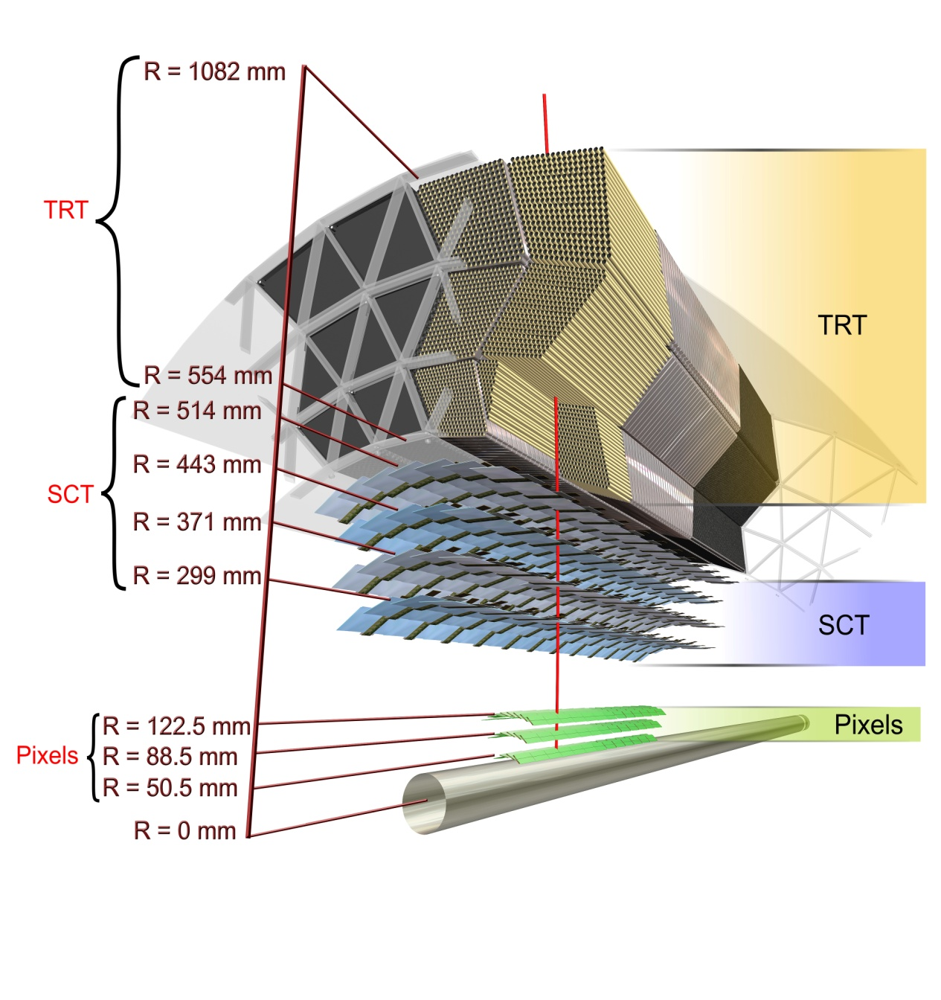 R = 1082 mm
TRT
R = 554 mm
TRT
R = 514 mm
R = 443 mm
SCT
R = 371 mm
R = 299 mm
SCT
R = 122.5 mm
Pixels
R = 88.5 mm
Pixels
R = 50.5 mm
R = 0 mm